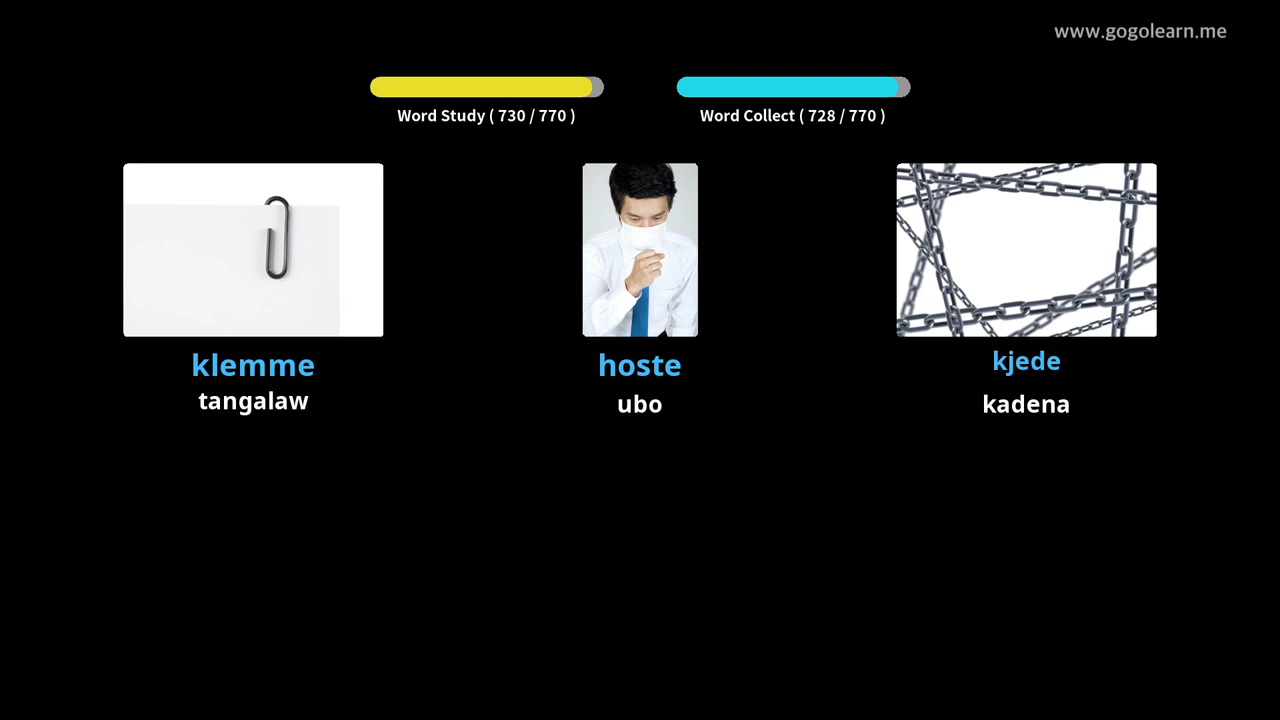 www.gogolearn.me
Word Study ( 730 / 770 )
Word Collect ( 728 / 770 )
klemme
tangalaw
hoste
ubo
kjede
kadena